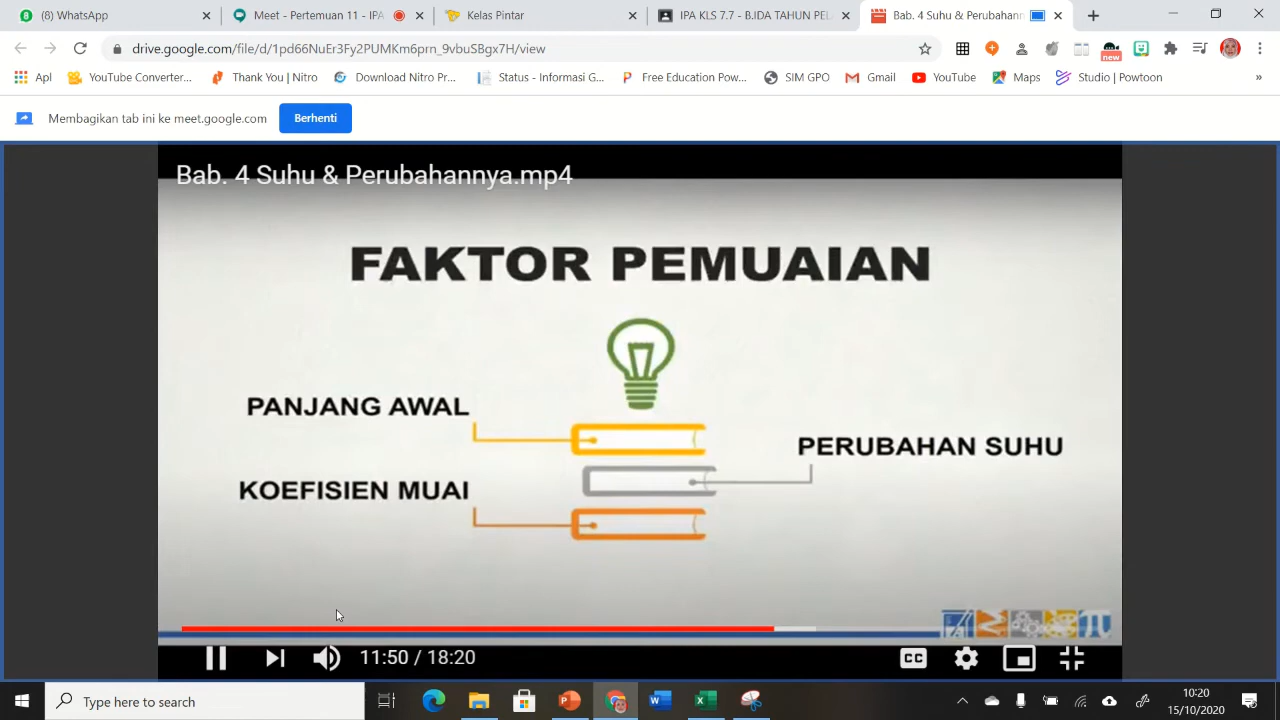 (8) WhatsApp
Meet - Pertemuan 11 - IPA
Kelas Pintar
IPA KLS 7.7 - BJDA TAHUN PEL
Bab. 4 Suhu & Perubahann
drive.google.com/file/d/1pd66NuEr3Fy2PUMKm6prn_9vbuSBgx7H/view
new
Apl
YouTube Converter...
Thank You | Nitro
Download Nitro Pr...
Status - Informasi G...
Free Education Pow...
SIM GPO
Gmail
YouTube
Maps
Studio | Powtoon
»
Membagikan tab ini ke meet.google.com
Berhenti
Bab. 4 Suhu & Perubahannya.mp4
FAKTOR PEMUAIAN
PANJANG AWAL
PERUBAHAN SUHU
KOEFISIEN MUAI
11:50 / 18:20
CC
Type here to search
10:20
15/10/2020